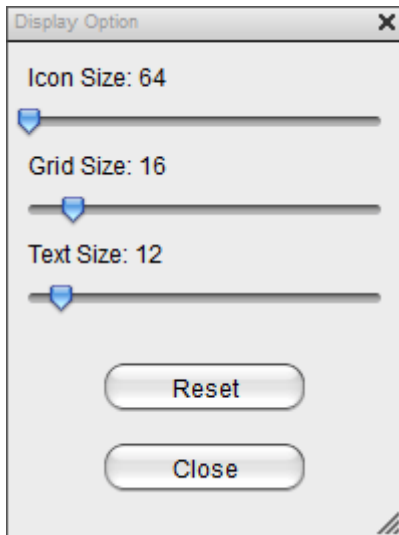 Display Option
Icon Size: 64
Grid Size: 16
Text Size: 12
Reset
Close